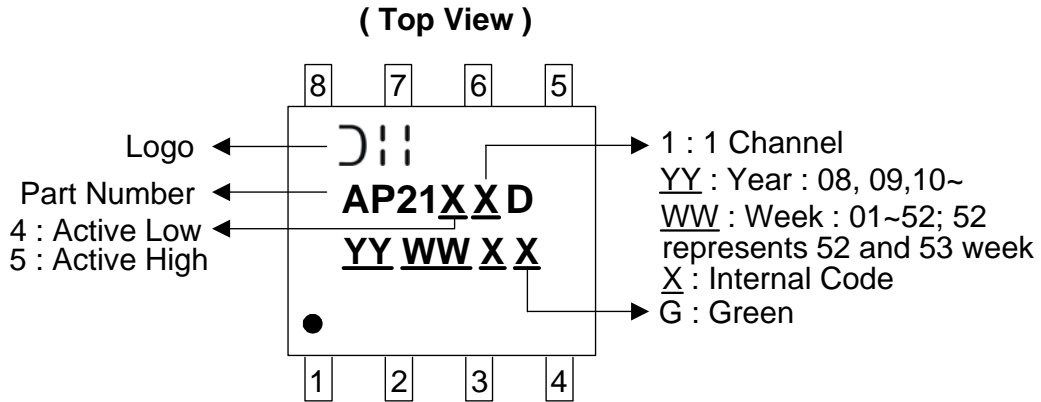 ( Top View )
8 7 6 5
Logo
Part Number
4 : Active Low
5 : Active High
AP21X X D
YY WW X X
1 : 1 Channel
YY : Year : 08, 09,10~
WW : Week : 01~52; 52
represents 52 and 53 week
X : Internal Code
G : Green
1 2 3 4